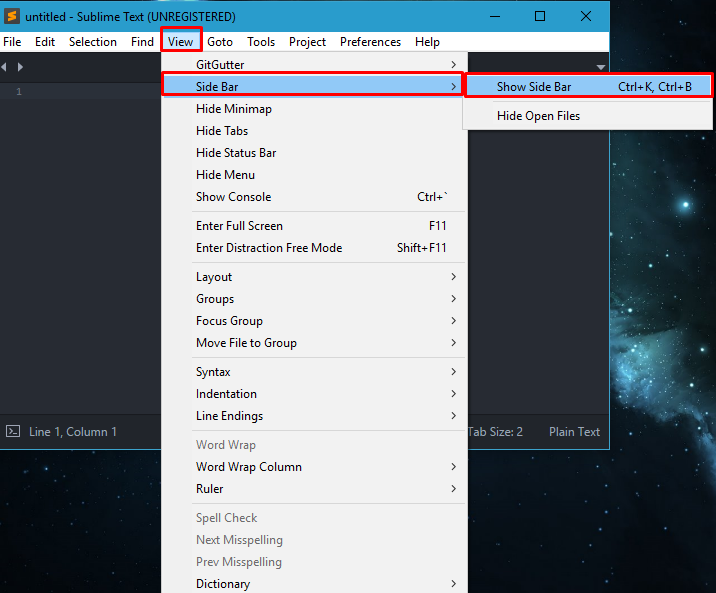 untitled - Sublime Text (UNREGISTERED)
File Edit Selection Find View Goto Tools Project Preferences Help
GitGutter
Side Bar
Show Side Bar Ctrl+K, Ctrl+B
Hide Open Files
1
Hide Minimap
Hide Tabs
Hide Status Bar
Hide Menu
Show Console Ctrl+`
Enter Full Screen F11
Enter Distraction Free Mode Shift+F11
Layout
Groups
Focus Group
Move File to Group
Syntax
Indentation
Line Endings
Line 1, Column 1 Tab Size: 2 Plain Text
Word Wrap
Word Wrap Column
Ruler
Spell Check
Next Misspelling
Prev Misspelling
Dictionary